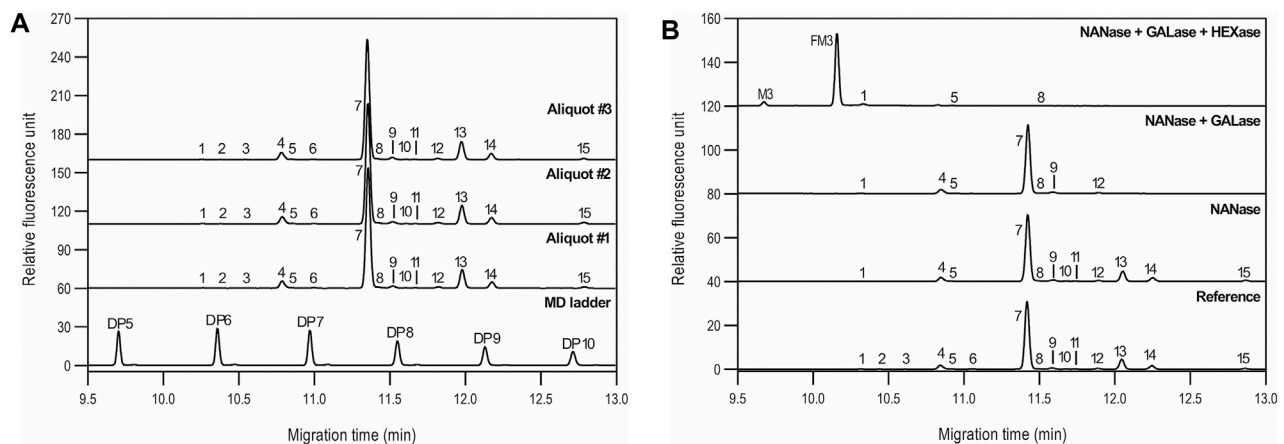 A
Relative fluorescence unit
270
240
210
180
150
120
90
60
30
0
Aliquot #3
1 2 3 4 5 6 7 8 9 10 11 12 13 14 15
Aliquot #2
1 2 3 4 5 6 7 8 9 10 11 12 13 14 15
Aliquot #1
1 2 3 4 5 6 7 8 9 10 11 12 13 14 15
MD ladder
DP5 DP6 DP7 DP8 DP9 DP10
9.5 10.0 10.5 11.0 11.5 12.0 12.5 13.0
Migration time (min)
B
Relative fluorescence unit
160
140
120
100
80
60
40
20
0
NANase + GALase + HEXase
M3 FM3 1 5 8
NANase + GALase
1 4 5 7 8 9 12
NANase
1 4 5 7 8 9 10 11 12 13 14 15
Reference
1 2 3 4 5 6 7 8 9 10 11 12 13 14 15
9.5 10.0 10.5 11.0 11.5 12.0 12.5 13.0
Migration time (min)